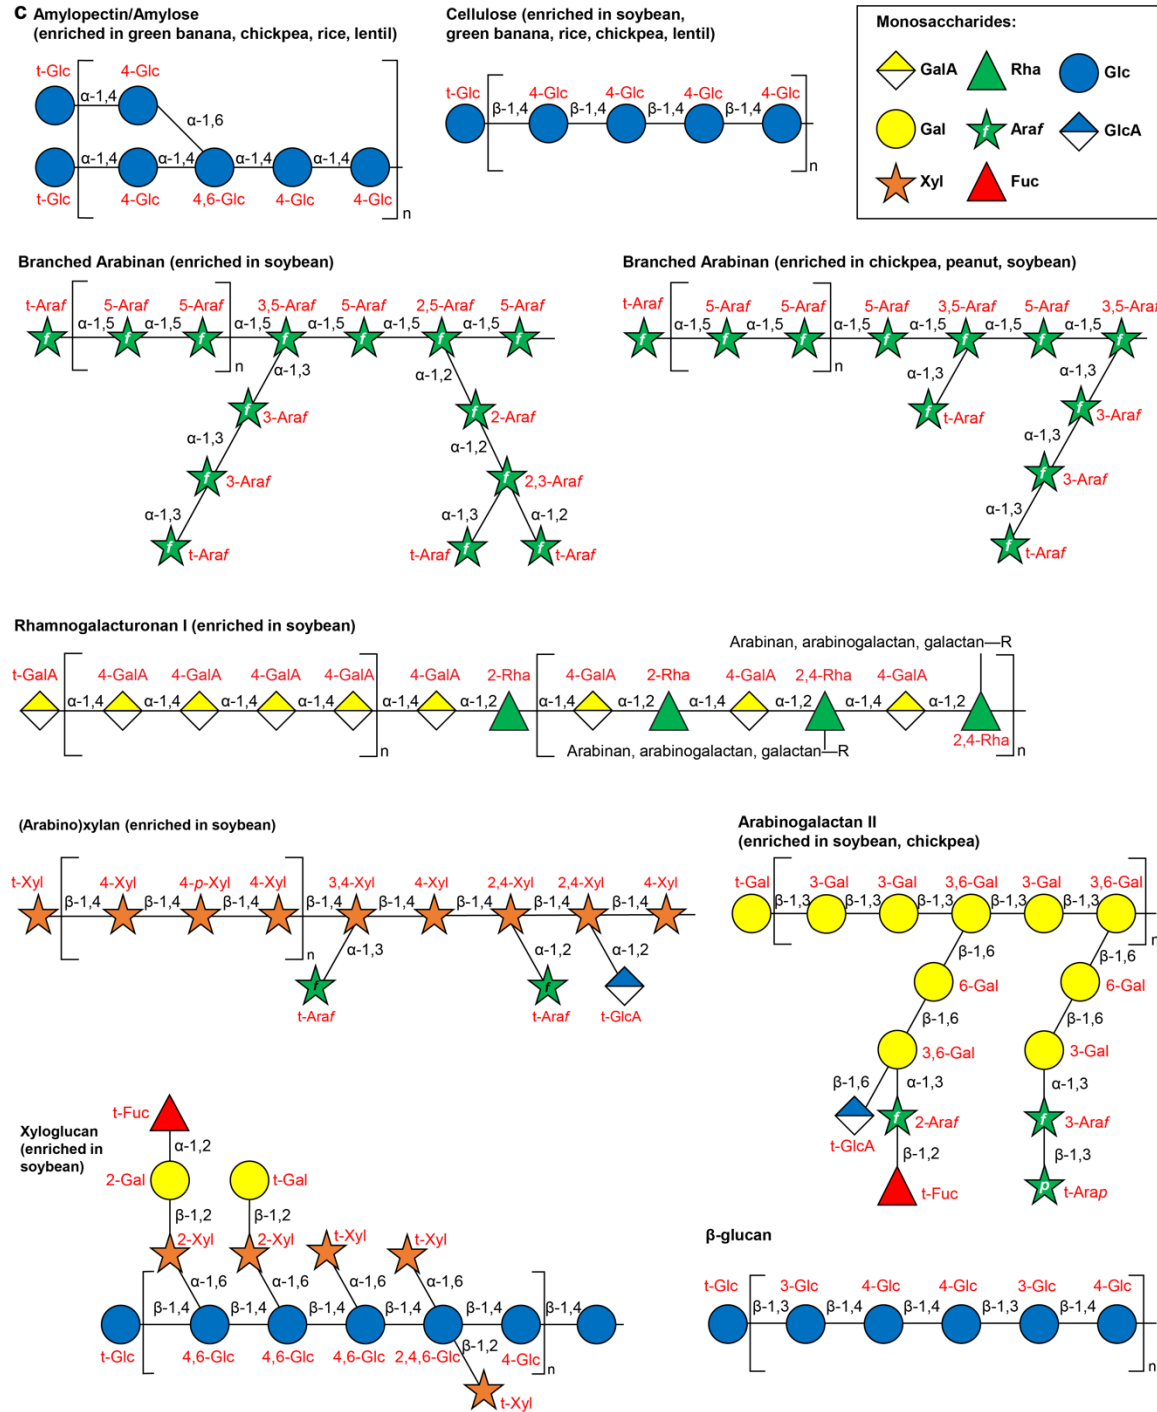 c Amylopectin/Amylose
(enriched in green banana, chickpea, rice, lentil)
t-Glc 4-Glc
α-1,4
α-1,6
α-1,4 α-1,4 α-1,4 α-1,4
t-Glc 4-Glc 4,6-Glc 4-Glc 4-Glc
n
Cellulose (enriched in soybean,
green banana, rice, chickpea, lentil)
t-Glc 4-Glc 4-Glc 4-Glc 4-Glc
β-1,4 β-1,4 β-1,4 β-1,4
n
Monosaccharides:
GalA Rha Glc
Gal f Araf GlcA
Xyl Fuc
Branched Arabinan (enriched in soybean)
t-Araf 5-Araf 5-Araf 3,5-Araf 5-Araf 2,5-Araf 5-Araf
α-1,5 α-1,5 α-1,5 α-1,5 α-1,5 α-1,5
f f f f f f f
n
α-1,3 α-1,2
f 3-Araf f 2-Araf
α-1,3 α-1,2
f 3-Araf f 2,3-Araf
α-1,3 α-1,3 α-1,2
f t-Araf t-Araf f f t-Araf
Branched Arabinan (enriched in chickpea, peanut, soybean)
t-Araf 5-Araf 5-Araf 5-Araf 3,5-Araf 5-Araf 3,5-Araf
α-1,5 α-1,5 α-1,5 α-1,5 α-1,5 α-1,5
f f f f f f f
n
α-1,3 α-1,3
f t-Araf f 3-Araf
α-1,3
f 3-Araf
α-1,3
f t-Araf
Rhamnogalacturonan I (enriched in soybean)
Arabinan, arabinogalactan, galactan—R
t-GalA 4-GalA 4-GalA 4-GalA 4-GalA 4-GalA 2-Rha 4-GalA 2-Rha 4-GalA 2,4-Rha 4-GalA
α-1,4 α-1,4 α-1,4 α-1,4 α-1,4 α-1,2 α-1,4 α-1,2 α-1,4 α-1,2 α-1,4 α-1,2
2,4-Rha
n n
Arabinan, arabinogalactan, galactan—R
(Arabino)xylan (enriched in soybean)
t-Xyl 4-Xyl 4-p-Xyl 4-Xyl 3,4-Xyl 4-Xyl 2,4-Xyl 2,4-Xyl 4-Xyl
β-1,4 β-1,4 β-1,4 β-1,4 β-1,4 β-1,4 β-1,4 β-1,4
n
α-1,3 α-1,2 α-1,2
f f
t-Araf t-Araf t-GlcA
Arabinogalactan II
(enriched in soybean, chickpea)
t-Gal 3-Gal 3-Gal 3,6-Gal 3-Gal 3,6-Gal
β-1,3 β-1,3 β-1,3 β-1,3 β-1,3
n
β-1,6 β-1,6
6-Gal 6-Gal
β-1,6 β-1,6
3,6-Gal 3-Gal
β-1,6 α-1,3 α-1,3
f 2-Araf f 3-Araf
t-GlcA
β-1,2 β-1,3
t-Fuc p t-Arap
Xyloglucan
(enriched in
soybean)
t-Fuc
α-1,2
2-Gal t-Gal
β-1,2 β-1,2
2-Xyl 2-Xyl t-Xyl t-Xyl
α-1,6 α-1,6 α-1,6 α-1,6
β-1,4 β-1,4 β-1,4 β-1,4 β-1,4 β-1,4
t-Glc 4,6-Glc 4,6-Glc 4,6-Glc 2,4,6-Glc 4-Glc
n
β-1,2
t-Xyl
β-glucan
t-Glc 3-Glc 4-Glc 4-Glc 3-Glc 4-Glc
β-1,3 β-1,4 β-1,4 β-1,3 β-1,4
n